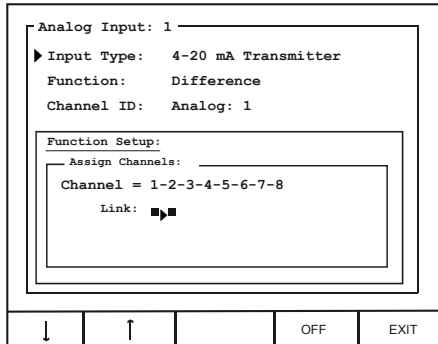 Analog Input: 1
Input Type: 4-20 mA Transmitter
Function: Difference
Channel ID: Analog: 1
Function Setup:
Assign Channels:
Channel = 1-2-3-4-5-6-7-8
Link:
OFF EXIT